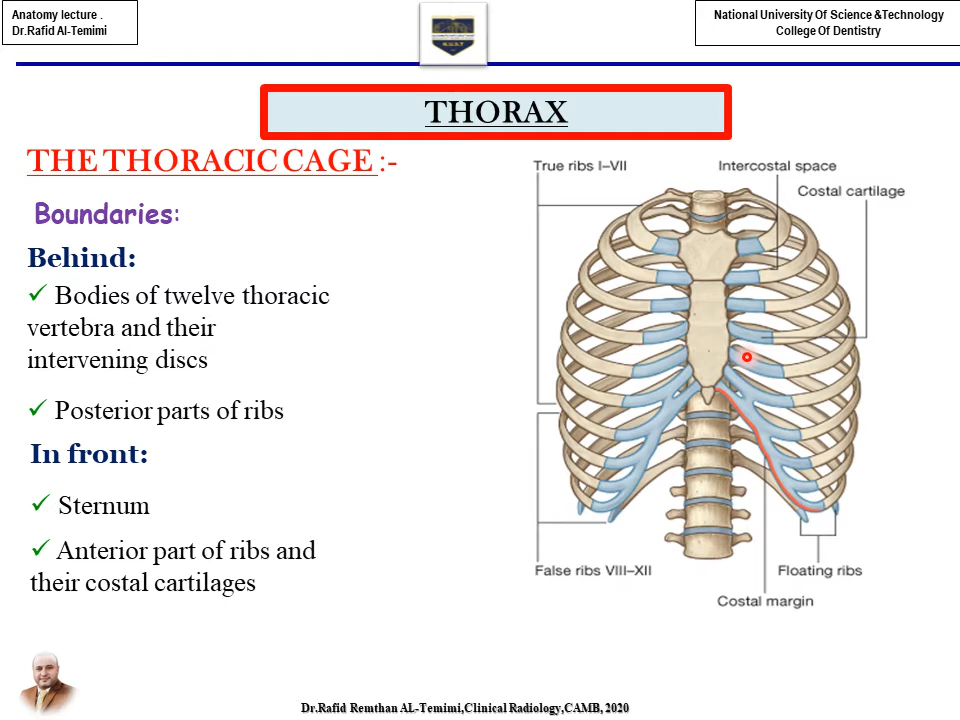 Anatomy lecture .
Dr.Rafid Al-Temimi
N.U.S.T
National University Of Science &Technology
College Of Dentistry
THORAX
THE THORACIC CAGE :-
Boundaries:
Behind:
✓ Bodies of twelve thoracic
vertebra and their
intervening discs
✓ Posterior parts of ribs
In front:
✓ Sternum
✓ Anterior part of ribs and
their costal cartilages
True ribs I–VII
Intercostal space
Costal cartilage
False ribs VIII–XII
Floating ribs
Costal margin
Dr.Rafid Remthan AL-Temimi,Clinical Radiology,CAMB, 2020